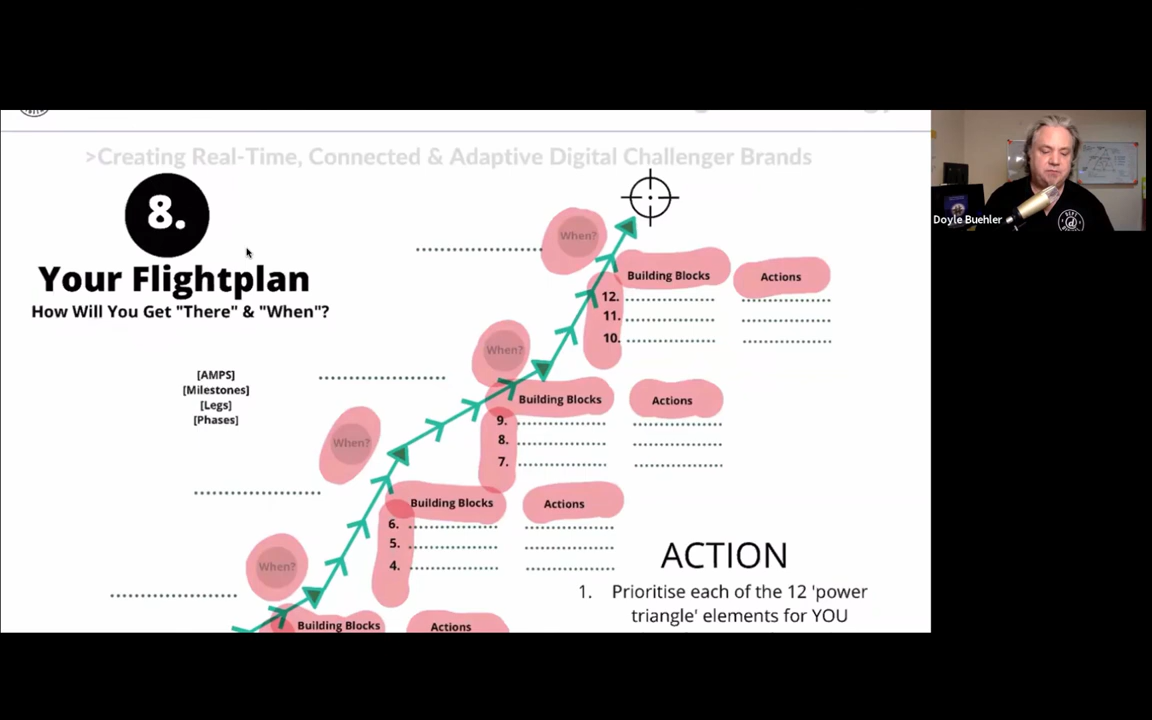 >Creating Real-Time, Connected & Adaptive Digital Challenger Brands
8.
Your Flightplan
How Will You Get "There" & "When"?
[AMPS]
[Milestones]
[Legs]
[Phases]
When?
Building Blocks
Actions
12.
11.
10.
When?
Building Blocks
Actions
9.
8.
7.
When?
Building Blocks
Actions
6.
5.
4.
When?
Building Blocks
Actions
ACTION
1. Prioritise each of the 12 'power
triangle' elements for YOU
Doyle Buehler